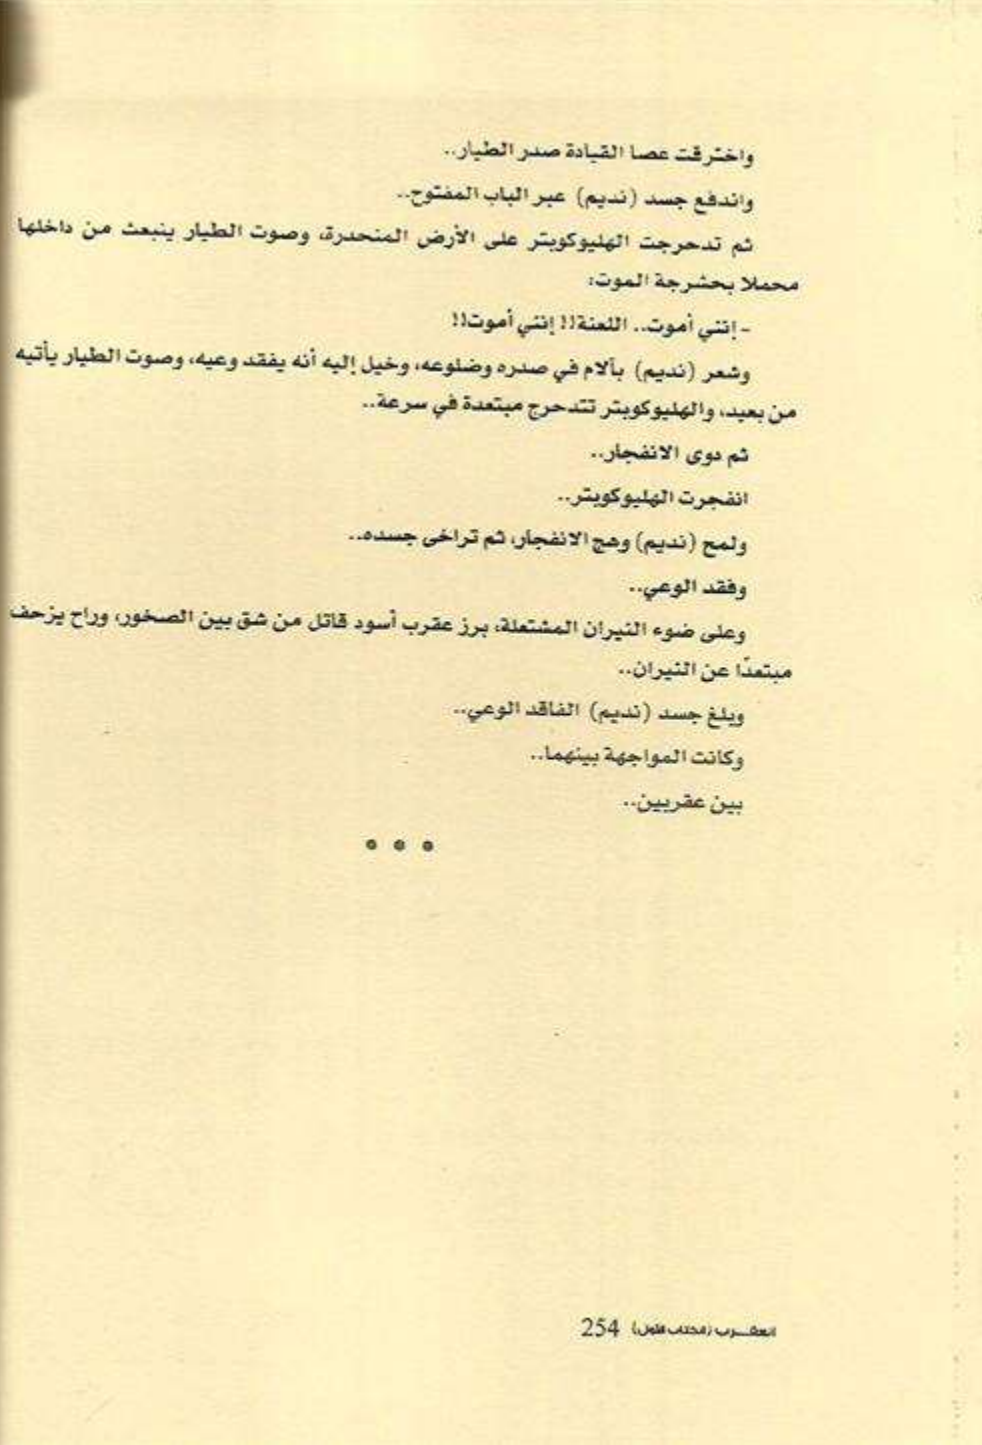 واخترقت عصا القيادة صدر الطيار..
واندفع جسد (نديم) عبر الباب المفتوح..
ثم تدحرجت الهليوكوبتر على الأرض المنحدرة، وصوت الطيار ينبعث من داخلها
محملا بحشرجة الموت:
- إنني أموت.. اللعنة!! إنني أموت!!
وشعر (نديم) بآلام في صدره وضلوعه، وخيل إليه أنه يفقد وعيه، وصوت الطيار يأتيه
من بعيد، والهليوكوبتر تتدحرج مبتعدة في سرعة..
ثم دوى الانفجار..
انفجرت الهليوكوبتر..
ولمح (نديم) وهج الانفجار، ثم تراخى جسده..
وفقد الوعي..
وعلى ضوء النيران المشتعلة، برز عقرب أسود قاتل من شق بين الصخور، وراح يزحف
مبتعدًا عن النيران..
وبلغ جسد (نديم) الفاقد الوعي..
وكانت المواجهة بينهما..
بين عقربين..
* * *
العقـرب (الكتاب الأول) 254